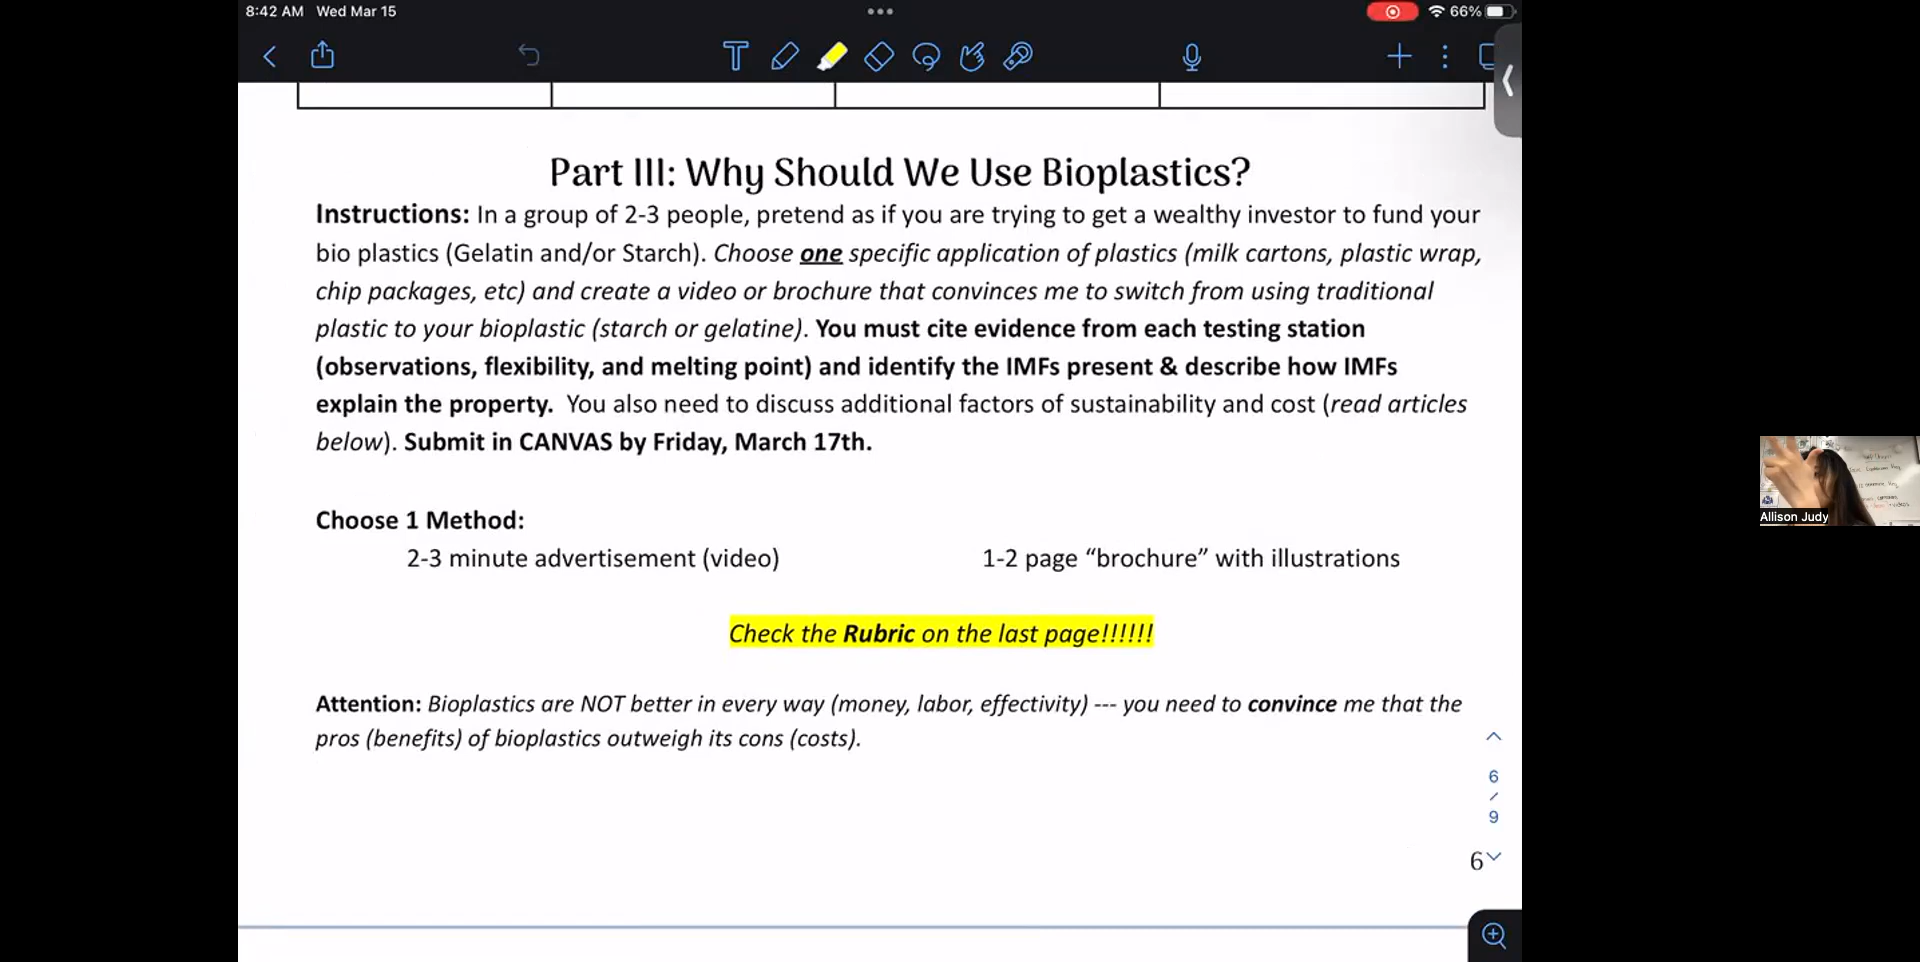 8:42 AM Wed Mar 15
66%
Part III: Why Should We Use Bioplastics?
Instructions: In a group of 2-3 people, pretend as if you are trying to get a wealthy investor to fund your
bio plastics (Gelatin and/or Starch). Choose one specific application of plastics (milk cartons, plastic wrap,
chip packages, etc) and create a video or brochure that convinces me to switch from using traditional
plastic to your bioplastic (starch or gelatine). You must cite evidence from each testing station
(observations, flexibility, and melting point) and identify the IMFs present & describe how IMFs
explain the property. You also need to discuss additional factors of sustainability and cost (read articles
below). Submit in CANVAS by Friday, March 17th.
Choose 1 Method:
2-3 minute advertisement (video) 1-2 page “brochure” with illustrations
Check the Rubric on the last page!!!!!!
Attention: Bioplastics are NOT better in every way (money, labor, effectivity) --- you need to convince me that the
pros (benefits) of bioplastics outweigh its cons (costs).
6
/
9
6
Allison Judy